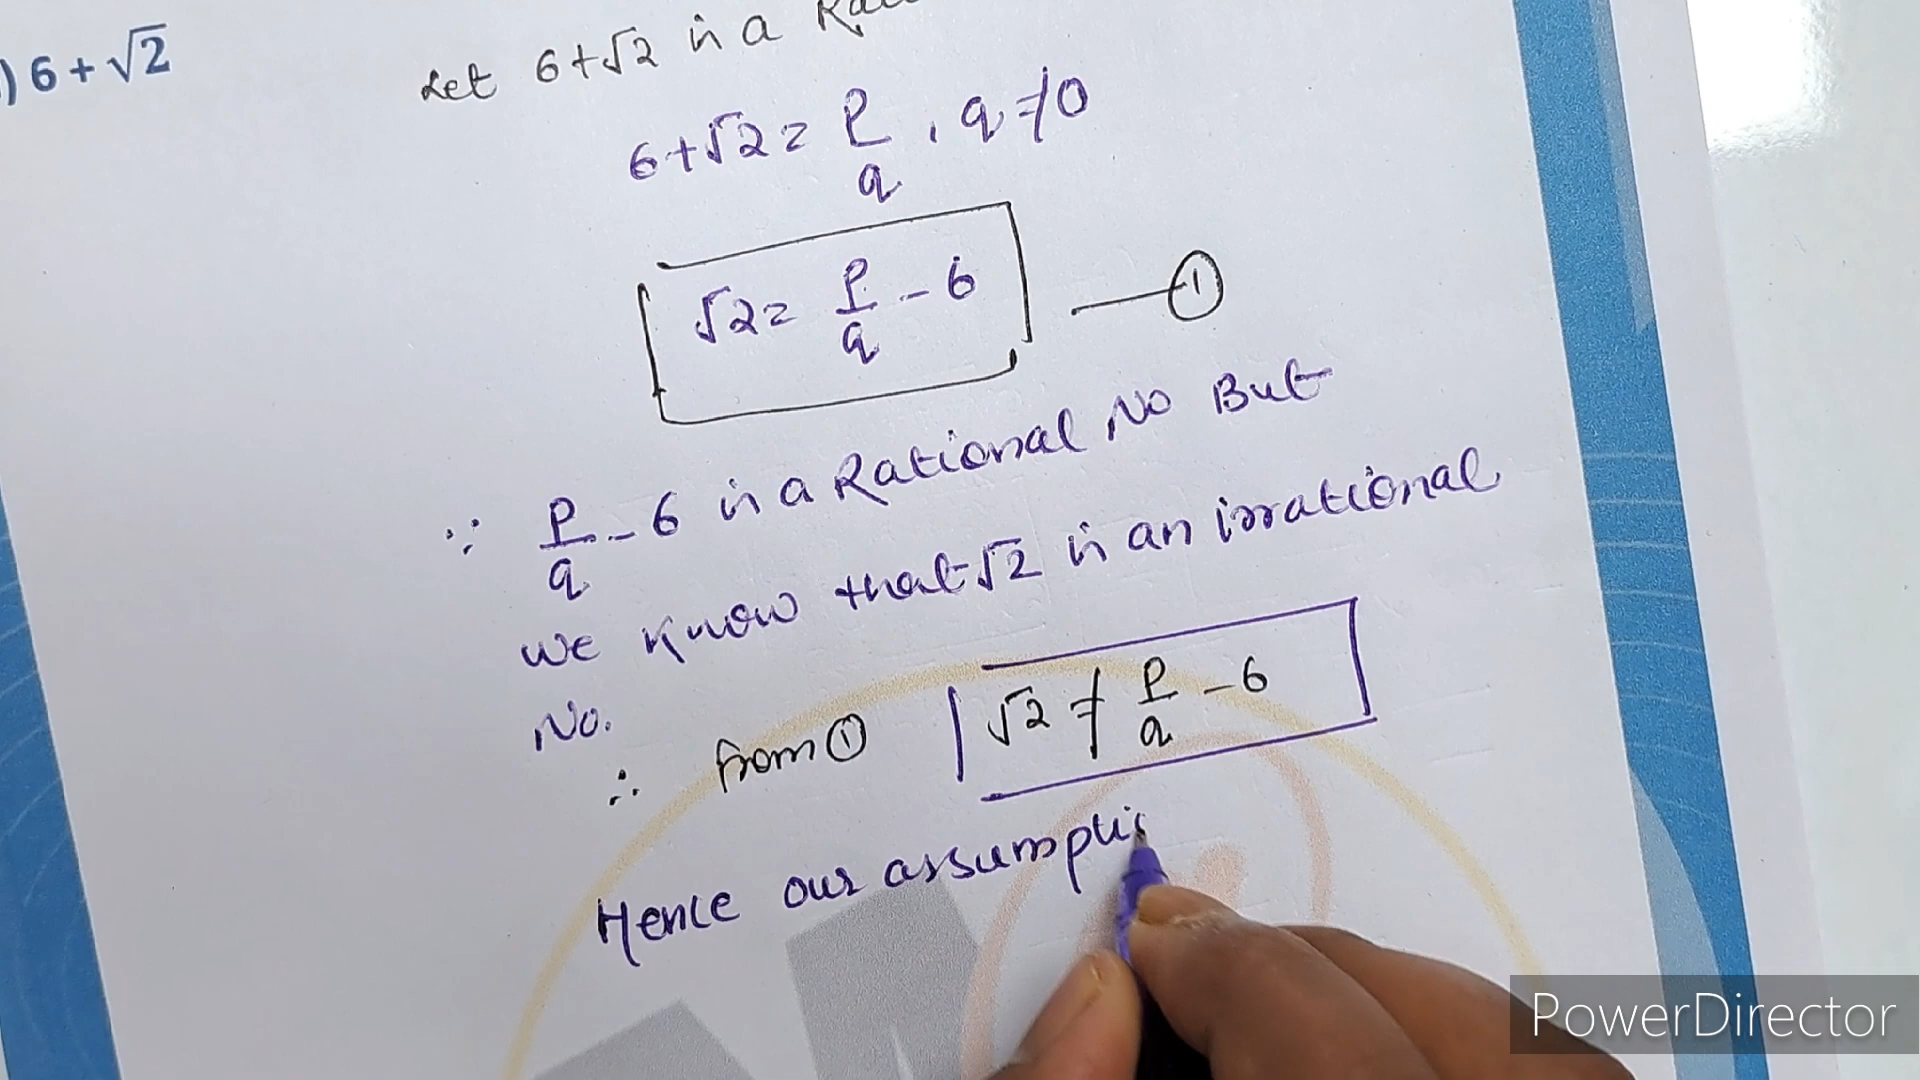 ) 6 + √2
Let 6+√2 is a
6+√2 = P/q , q≠0
√2 = P/q - 6 —— ①
∵ P/q - 6 is a Rational No But
we know that √2 is an irrational
No.
∴ from ① √2 ≠ P/q - 6
Hence our assumpti
PowerDirector